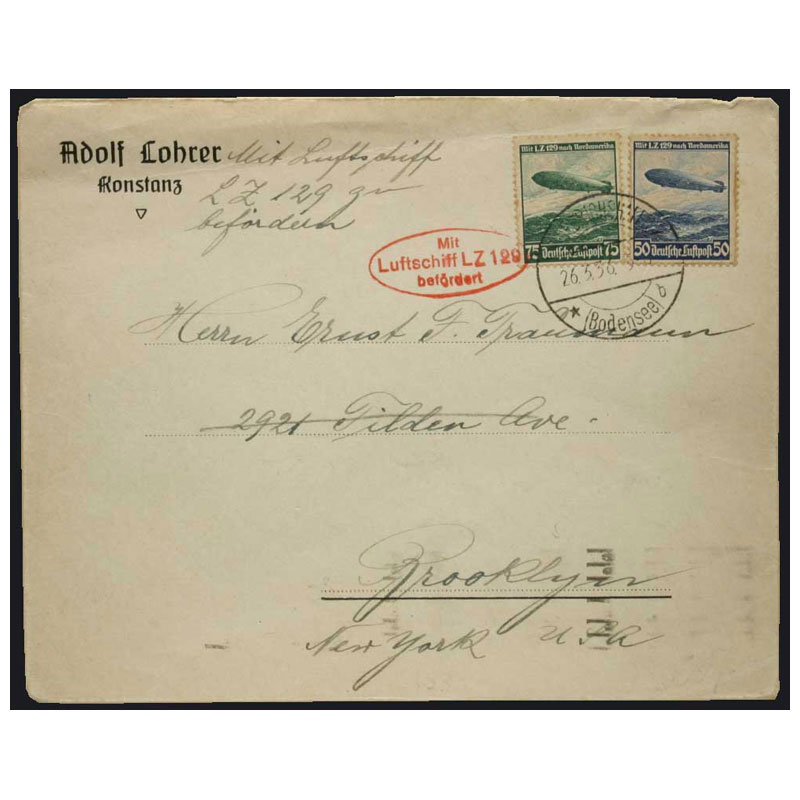 Adolf Lohrer
Konstanz
Mit Luftschiff
LZ 129 zu
befördern
Mit LZ 129 nach Nordamerika
75 Deutsche Luftpost 75
Mit LZ 129 nach Nordamerika
50 Deutsche Luftpost 50
Mit
Luftschiff LZ 129
befördert
26.3.36
(Bodensee) b
Herrn Ernst F. Traumann
2921 Tilden Ave.
Brooklyn
New York USA